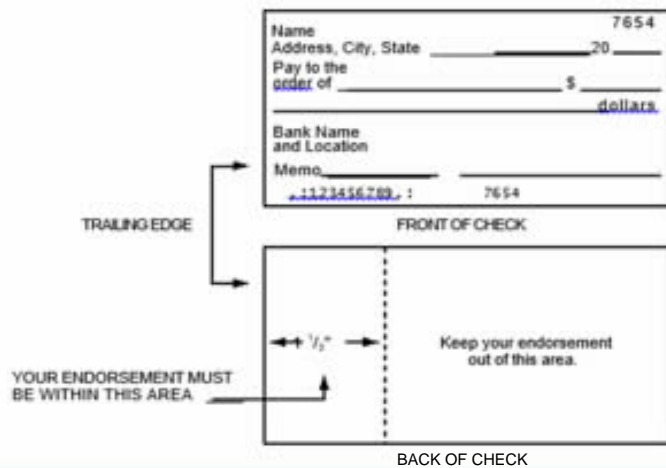 7654
Name
Address, City, State 20
Pay to the
order of $
dollars
Bank Name
and Location
Memo
.:123456789.: 7654
TRAILING EDGE
FRONT OF CHECK
Keep your endorsement
out of this area.
YOUR ENDORSEMENT MUST
BE WITHIN THIS AREA
BACK OF CHECK